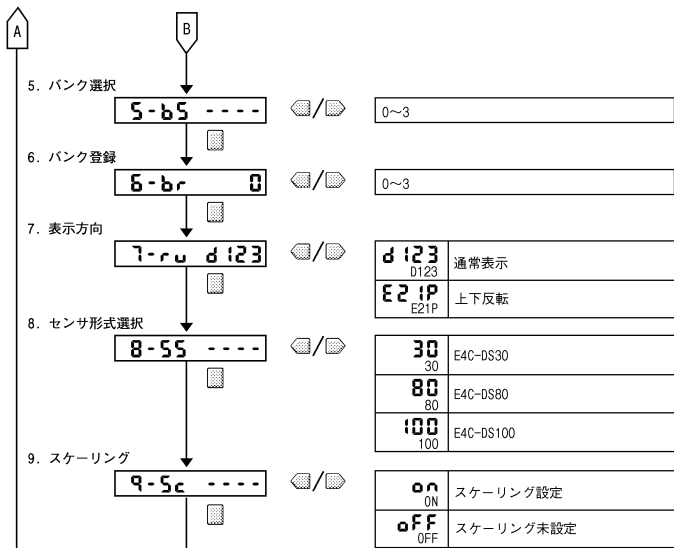 A
B
5. バンク選択
5-bS ----
/
0～3
6. バンク登録
6-br 0
/
0～3
7. 表示方向
7-ru d123
/
d123
D123
通常表示
E21P
E21P
上下反転
8. センサ形式選択
8-SS ----
/
30
30
E4C-DS30
80
80
E4C-DS80
100
100
E4C-DS100
9. スケーリング
9-Sc ----
/
on
ON
スケーリング設定
oFF
OFF
スケーリング未設定